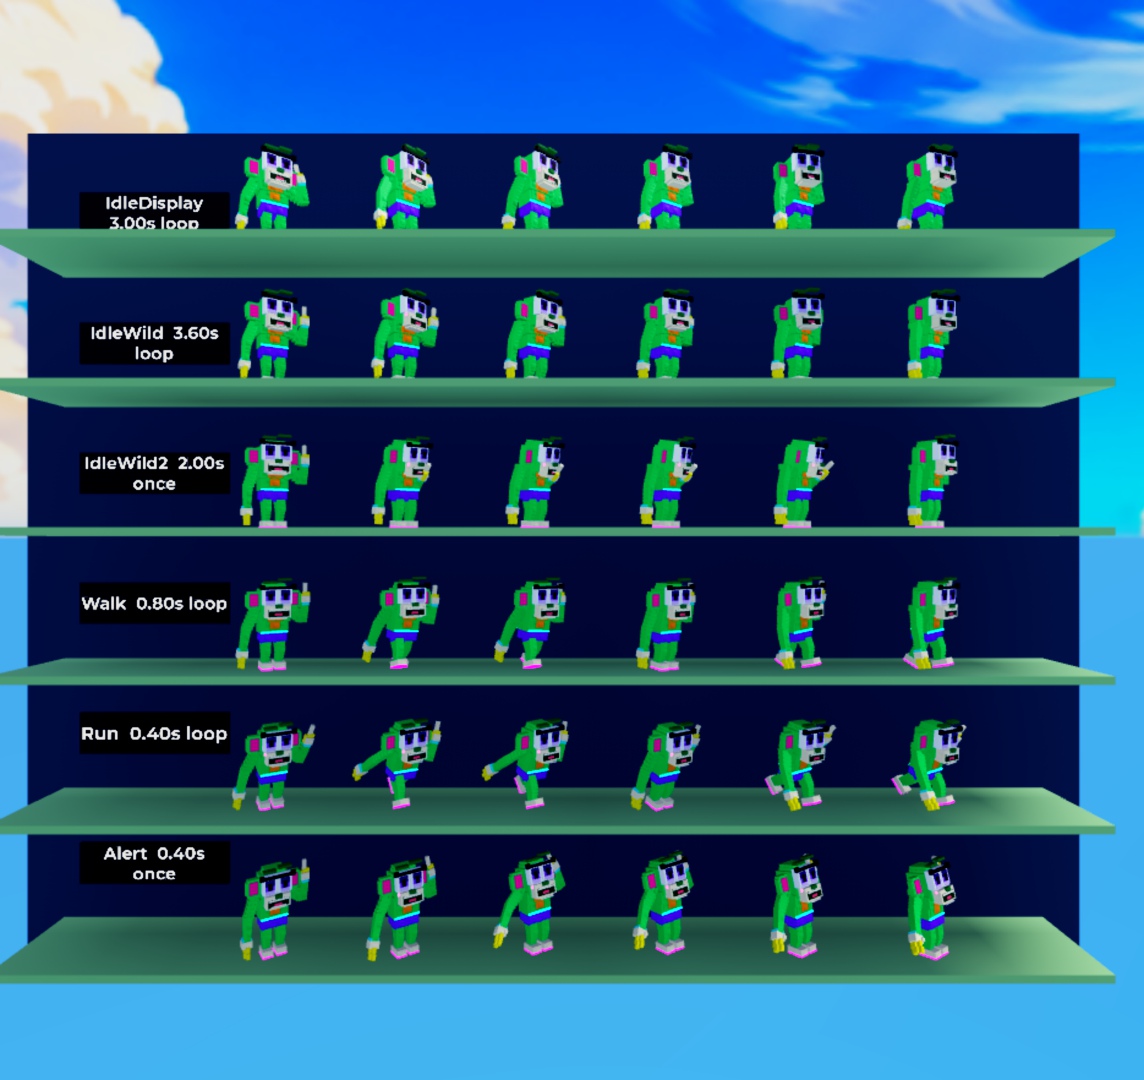 IdleDisplay
3.00s loop
IdleWild 3.60s
loop
IdleWild2 2.00s
once
Walk 0.80s loop
Run 0.40s loop
Alert 0.40s
once